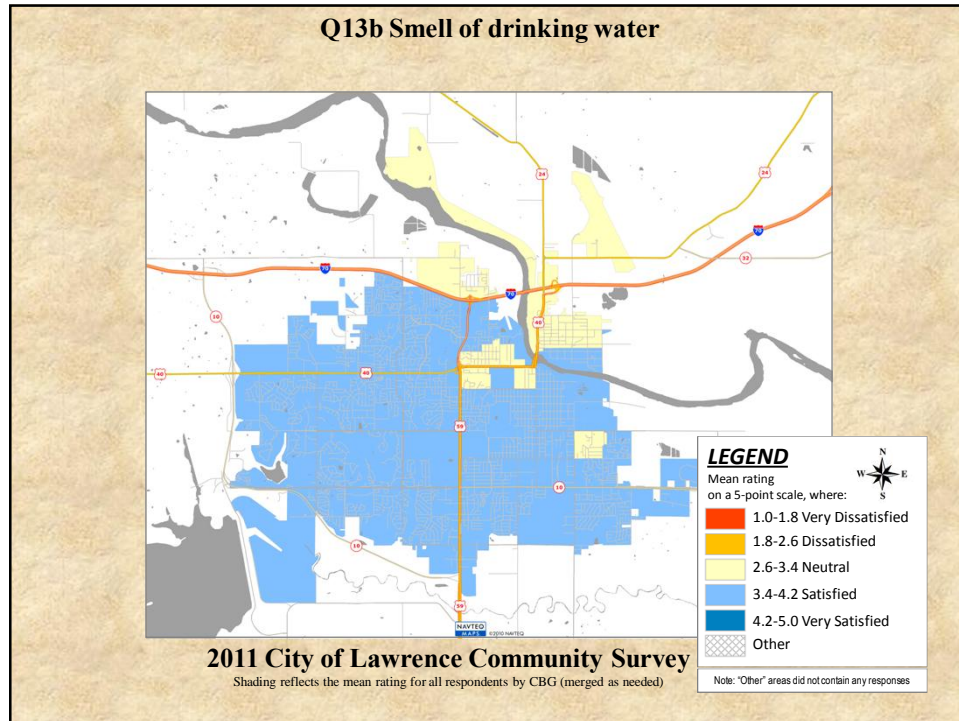 Q13b Smell of drinking water
24
24
70
70
32
70
10
40
40
40
59
10
10
59
NAVTEQ
MAPS
©2010 NAVTEQ
LEGEND
Mean rating
on a 5-point scale, where:
N
W E
S
1.0-1.8 Very Dissatisfied
1.8-2.6 Dissatisfied
2.6-3.4 Neutral
3.4-4.2 Satisfied
4.2-5.0 Very Satisfied
Other
Note: "Other" areas did not contain any responses
2011 City of Lawrence Community Survey
Shading reflects the mean rating for all respondents by CBG (merged as needed)